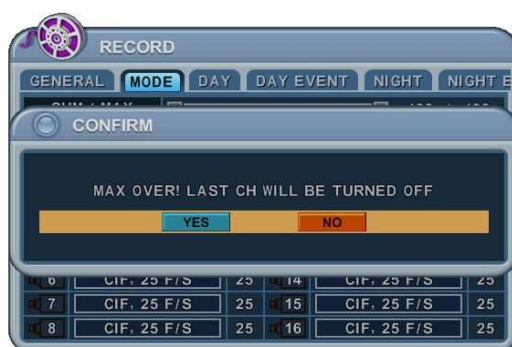 RECORD
GENERAL MODE DAY DAY EVENT NIGHT NIGHT E
CONFIRM
MAX OVER! LAST CH WILL BE TURNED OFF
YES NO
6 CIF, 25 F/S 25 14 CIF, 25 F/S 25
7 CIF, 25 F/S 25 15 CIF, 25 F/S 25
8 CIF, 25 F/S 25 16 CIF, 25 F/S 25